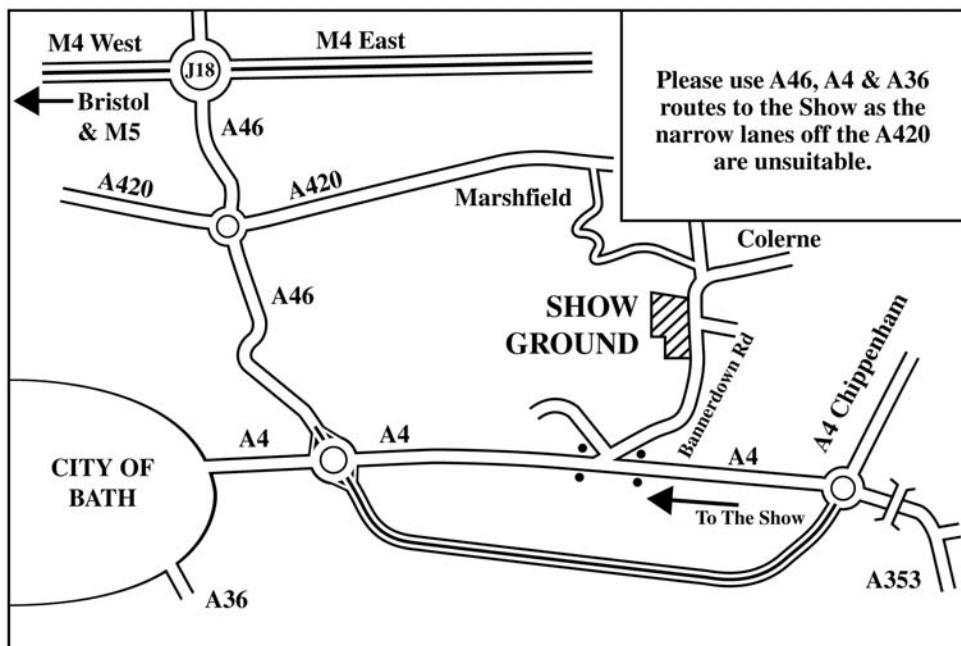 M4 West
M4 East
J18
Bristol
& M5
A46
Please use A46, A4 & A36
routes to the Show as the
narrow lanes off the A420
are unsuitable.
A420
A420
Marshfield
Colerne
A46
SHOW
GROUND
Bannerdown Rd
A4 Chippenham
A4
A4
A4
CITY OF
BATH
To The Show
A36
A353